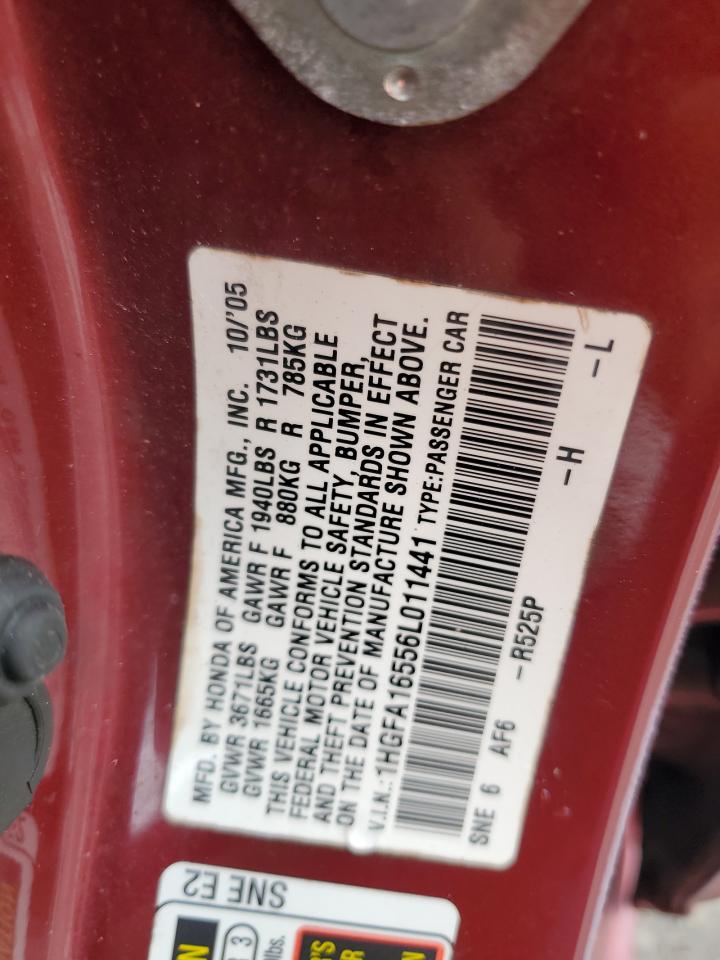 MFD. BY HONDA OF AMERICA MFG., INC. 10/'05
GVWR 3671LBS GAWR F 1940LBS R 1731LBS
GVWR 1665KG GAWR F 880KG R 785KG
THIS VEHICLE CONFORMS TO ALL APPLICABLE
FEDERAL MOTOR VEHICLE SAFETY, BUMPER,
AND THEFT PREVENTION STANDARDS IN EFFECT
ON THE DATE OF MANUFACTURE SHOWN ABOVE.
V.I.N.:1HGFA16556L011441 TYPE:PASSENGER CAR
SNE 6 AF6 -R525P -H -L
SNE E2
3
lbs.